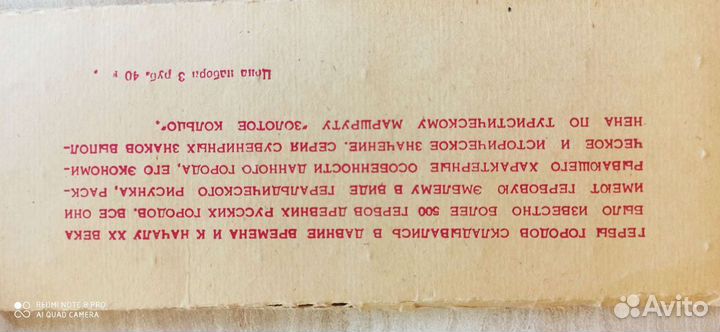 ГЕРБЫ ГОРОДОВ СКЛАДЫВАЛИСЬ В ДАВНИЕ ВРЕМЕНА И К НАЧАЛУ XX ВЕКА
БЫЛО ИЗВЕСТНО БОЛЕЕ 500 ГЕРБОВ ДРЕВНИХ РУССКИХ ГОРОДОВ. ВСЕ ОНИ
ИМЕЮТ ГЕРБОВУЮ ЭМБЛЕМУ В ВИДЕ ГЕРАЛЬДИЧЕСКОГО РИСУНКА, РАСК-
РЫВАЮЩЕГО ХАРАКТЕРНЫЕ ОСОБЕННОСТИ ДАННОГО ГОРОДА, ЕГО ЭКОНОМИ-
ЧЕСКОЕ И ИСТОРИЧЕСКОЕ ЗНАЧЕНИЕ. СЕРИЯ СУВЕНИРНЫХ ЗНАКОВ ВЫПОЛ-
НЕНА ПО ТУРИСТИЧЕСКОМУ МАРШРУТУ "ЗОЛОТОЕ КОЛЬЦО".
Цена набора 3 руб. 40 к.
REDMI NOTE 8 PRO
AI QUAD CAMERA
Avito